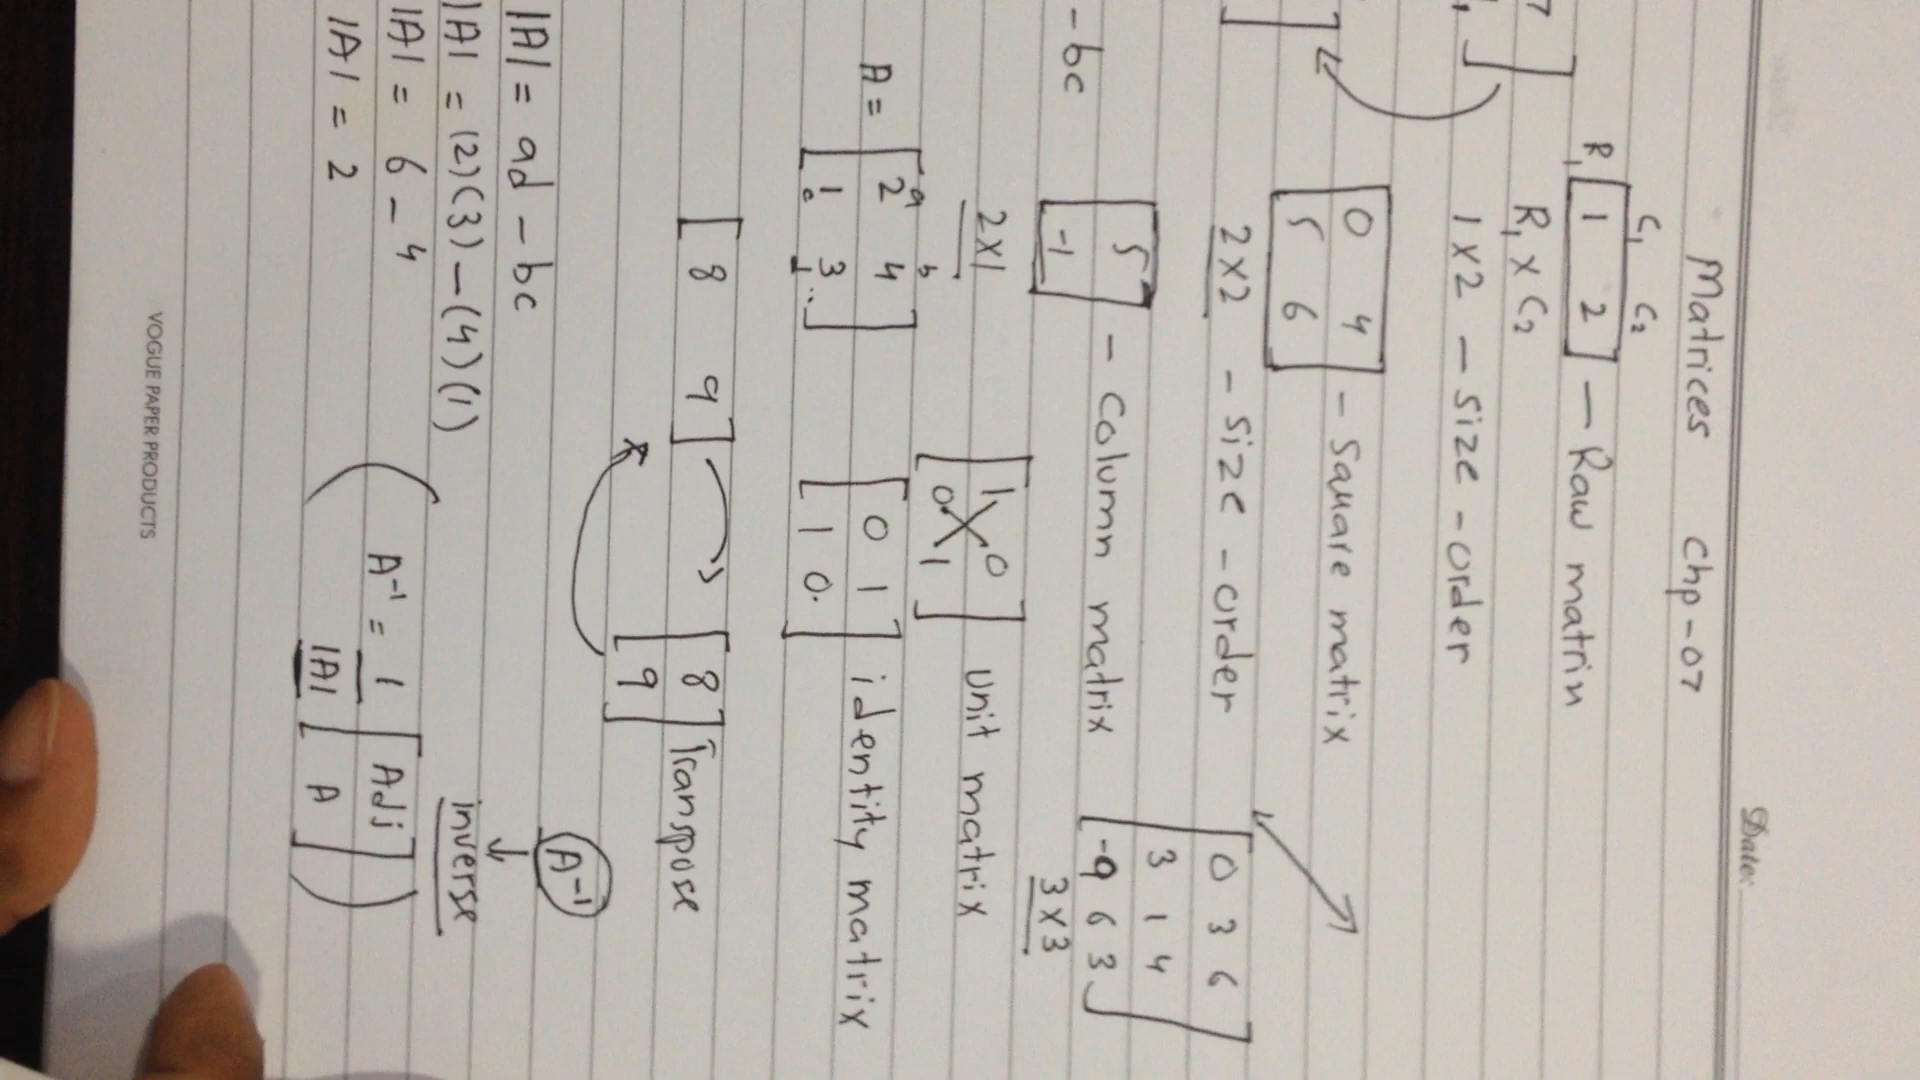 Date:
Matrices Chp-07
C₁ C₂
R₁ [1 2] — Raw matrin
R₁ x C₂
1 x 2 — size - order
[0 4
5 6] - Square matrix
2x2 - size - order
[0 3 6
3 1 4
-9 6 3]
3x3
- bc
[5
-1] - Column matrix
2x1
[1 0
0 1] unit matrix
A = [2 4
1 3]
a b
[0 1
1 0] identity matrix
[8 9]
[8
9] Transpose
|A| = ad - bc
|A| = (2)(3) - (4)(1)
|A| = 6 - 4
|A| = 2
A⁻¹
↓
inverse
(A⁻¹ = 1
|A| [Adj
A])
VOGUE PAPER PRODUCTS